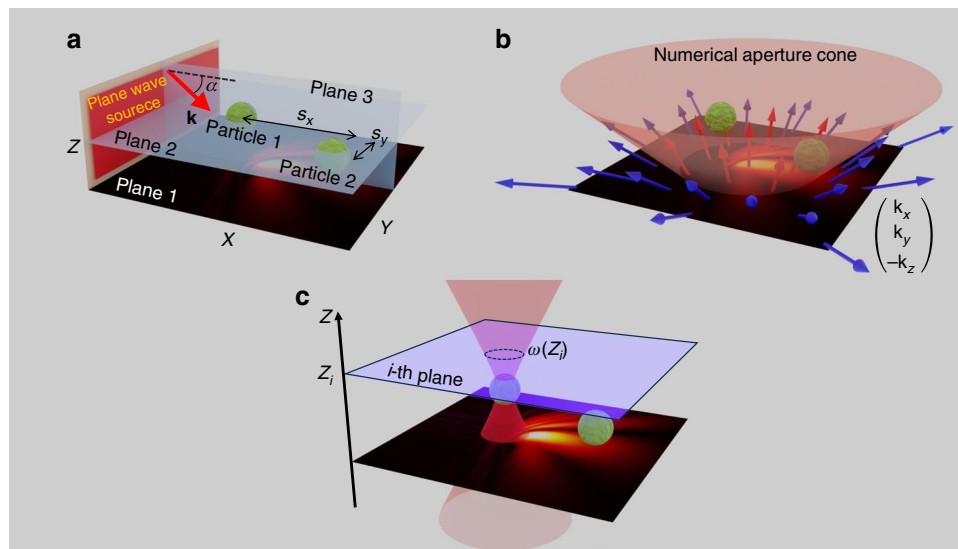 a
Plane wave
sourece
k
α
Plane 3
Particle 1
s_x
s_y
Z
Plane 2
Particle 2
Plane 1
X
Y
b
Numerical aperture cone
k_x
k_y
–k_z
c
Z
ω(Z_i)
Z_i
i-th plane